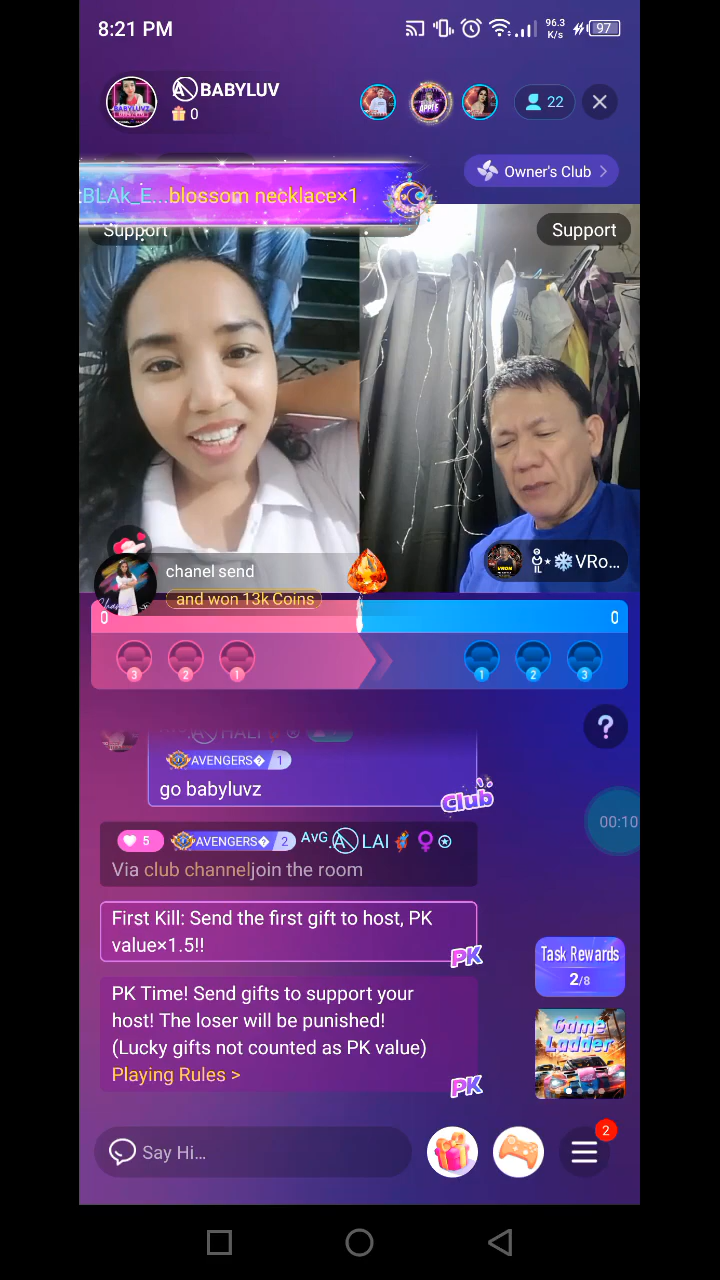 8:21 PM
96.3
K/s
97
BABYLUV
0
22
Owner's Club >
BLAk_E...blossom necklace×1
Support
Support
chanel send
and won 13k Coins
VRo...
0
0
3
2
1
1
2
3
?
AVENGERS 1
go babyluvz
Club
5 AVENGERS 2 AvG. LAI
Via club channeljoin the room
First Kill: Send the first gift to host, PK
value×1.5!!
PK
00:10
Task Rewards
2/8
PK Time! Send gifts to support your
host! The loser will be punished!
(Lucky gifts not counted as PK value)
Playing Rules >
PK
Game
Ladder
Say Hi...
2